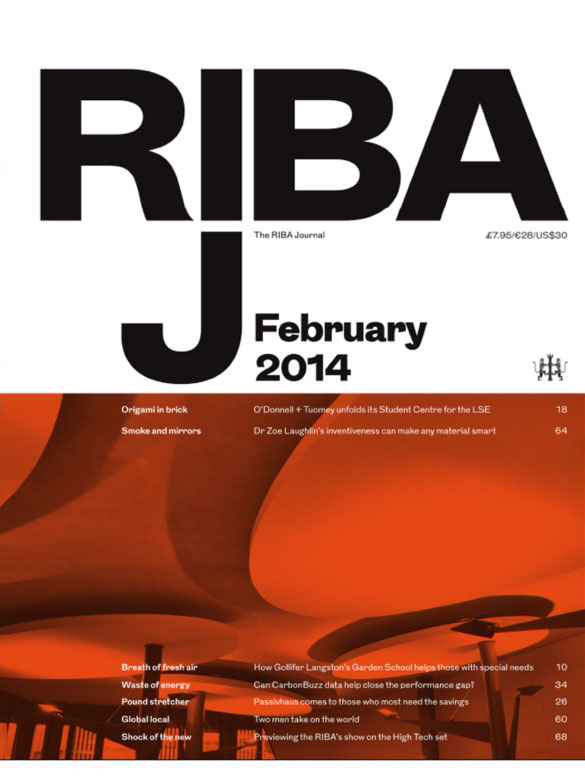 RIBA
J
The RIBA Journal £7.95/€28/US$30
February
2014
Origami in brick O'Donnell + Tuomey unfolds its Student Centre for the LSE 18
Smoke and mirrors Dr Zoe Laughlin's inventiveness can make any material smart 64
Breath of fresh air How Gollifer Langston's Garden School helps those with special needs 10
Waste of energy Can CarbonBuzz data help close the performance gap? 34
Pound stretcher Passivhaus comes to those who most need the savings 26
Global local Two men take on the world 60
Shock of the new Previewing the RIBA's show on the High Tech set 68